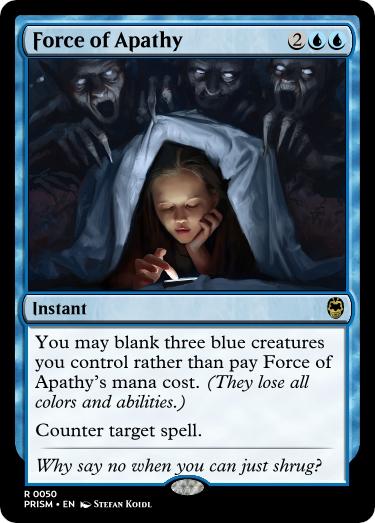 Force of Apathy 2
Instant
You may blank three blue creatures
you control rather than pay Force of
Apathy's mana cost. (They lose all
colors and abilities.)
Counter target spell.
Why say no when you can just shrug?
R 0050
PRISM • EN Stefan Koidl